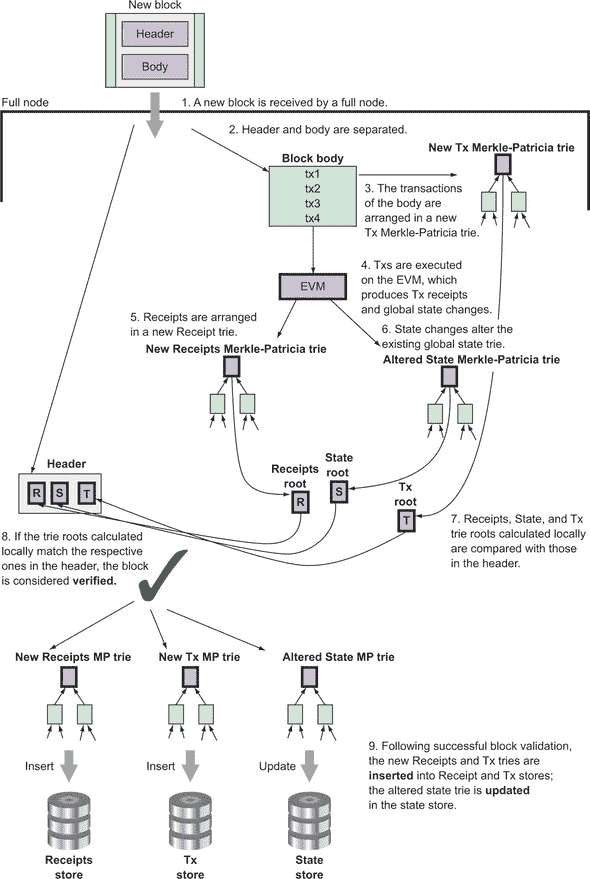 New block
Header
Body
Full node
1. A new block is received by a full node.
2. Header and body are separated.
Block body
tx1
tx2
tx3
tx4
New Tx Merkle-Patricia trie
3. The transactions
of the body are
arranged in a new
Tx Merkle-Patricia trie.
EVM
4. Txs are executed
on the EVM, which
produces Tx receipts
and global state changes.
5. Receipts are arranged
in a new Receipt trie.
New Receipts Merkle-Patricia trie
6. State changes alter the
existing global state trie.
Altered State Merkle-Patricia trie
Header
R S T
Receipts
root
R
State
root
S
Tx
root
T
7. Receipts, State, and Tx
trie roots calculated locally
are compared with those
in the header.
8. If the trie roots calculated
locally match the respective
ones in the header, the block
is considered verified.
New Receipts MP trie
New Tx MP trie
Altered State MP trie
Insert
Insert
Update
9. Following successful block validation,
the new Receipts and Tx tries are
inserted into Receipt and Tx stores;
the altered state trie is updated
in the state store.
Receipts
store
Tx
store
State
store